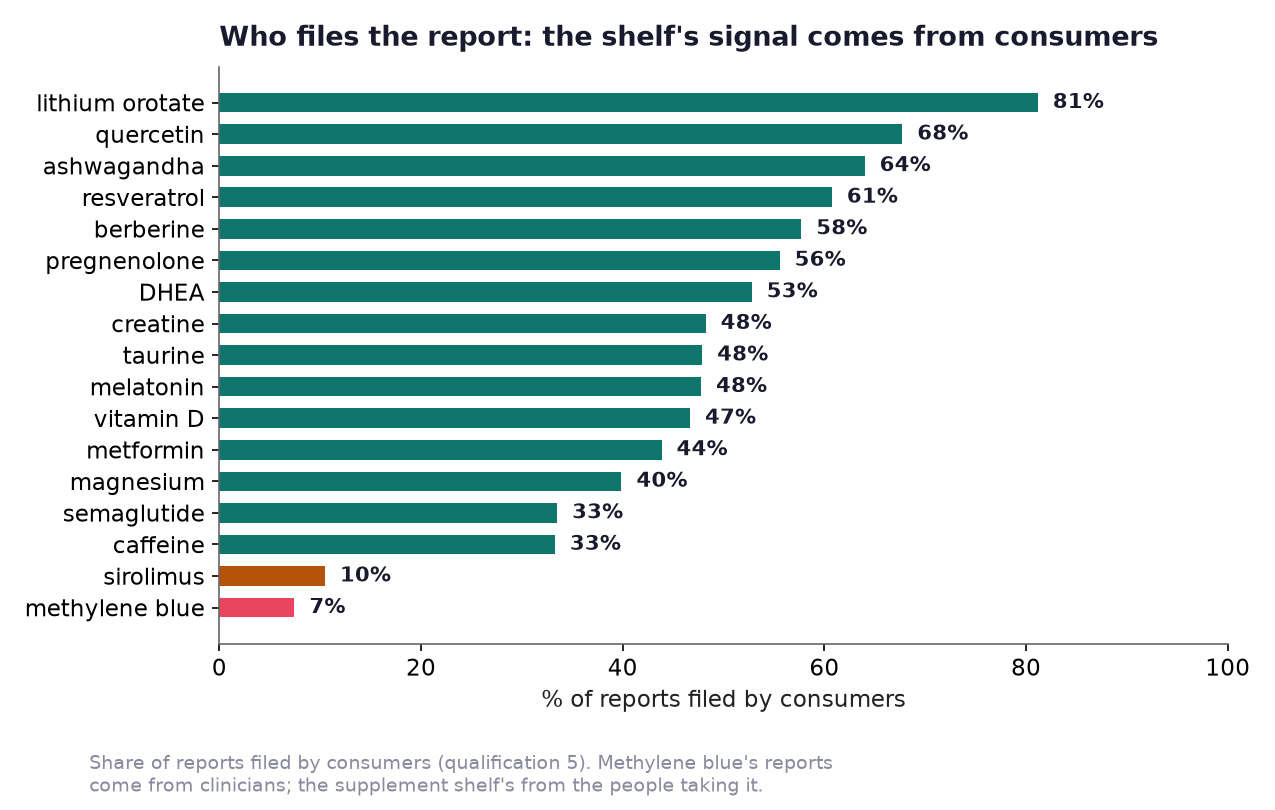 Who files the report: the shelf's signal comes from consumers
lithium orotate 81%
quercetin 68%
ashwagandha 64%
resveratrol 61%
berberine 58%
pregnenolone 56%
DHEA 53%
creatine 48%
taurine 48%
melatonin 48%
vitamin D 47%
metformin 44%
magnesium 40%
semaglutide 33%
caffeine 33%
sirolimus 10%
methylene blue 7%
0 20 40 60 80 100
% of reports filed by consumers
Share of reports filed by consumers (qualification 5). Methylene blue's reports
come from clinicians; the supplement shelf's from the people taking it.